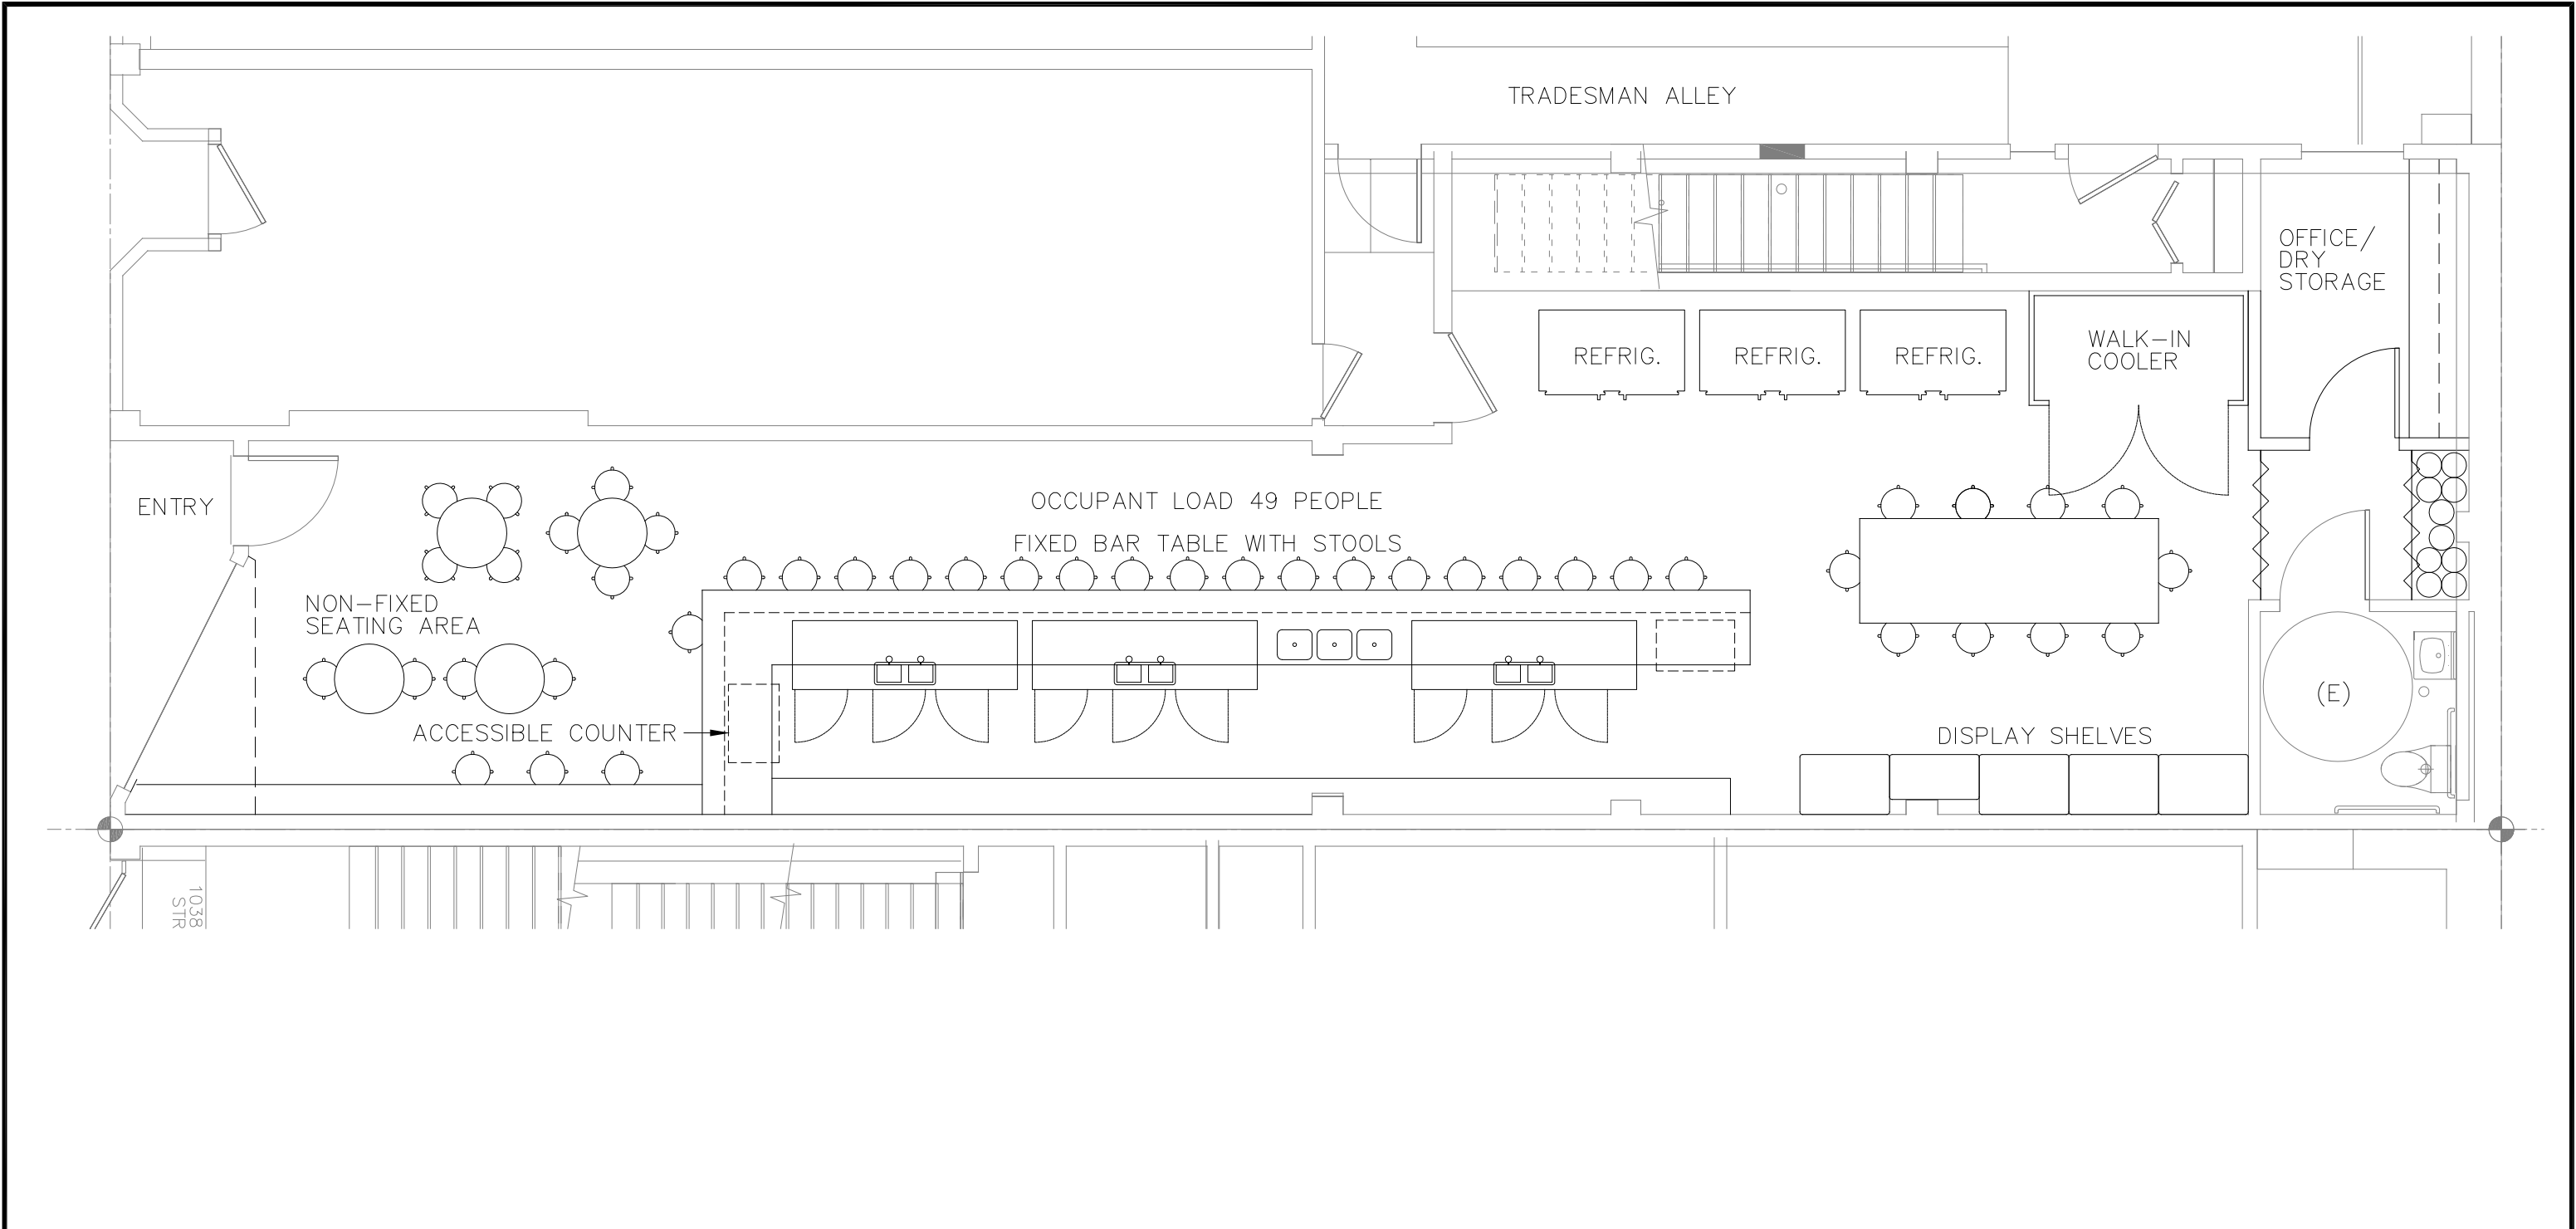 TRADESMAN ALLEY
OFFICE/
DRY
STORAGE
REFRIG.
REFRIG.
REFRIG.
WALK-IN
COOLER
ENTRY
OCCUPANT LOAD 49 PEOPLE
FIXED BAR TABLE WITH STOOLS
NON-FIXED
SEATING AREA
ACCESSIBLE COUNTER
DISPLAY SHELVES
(E)
1038
STR